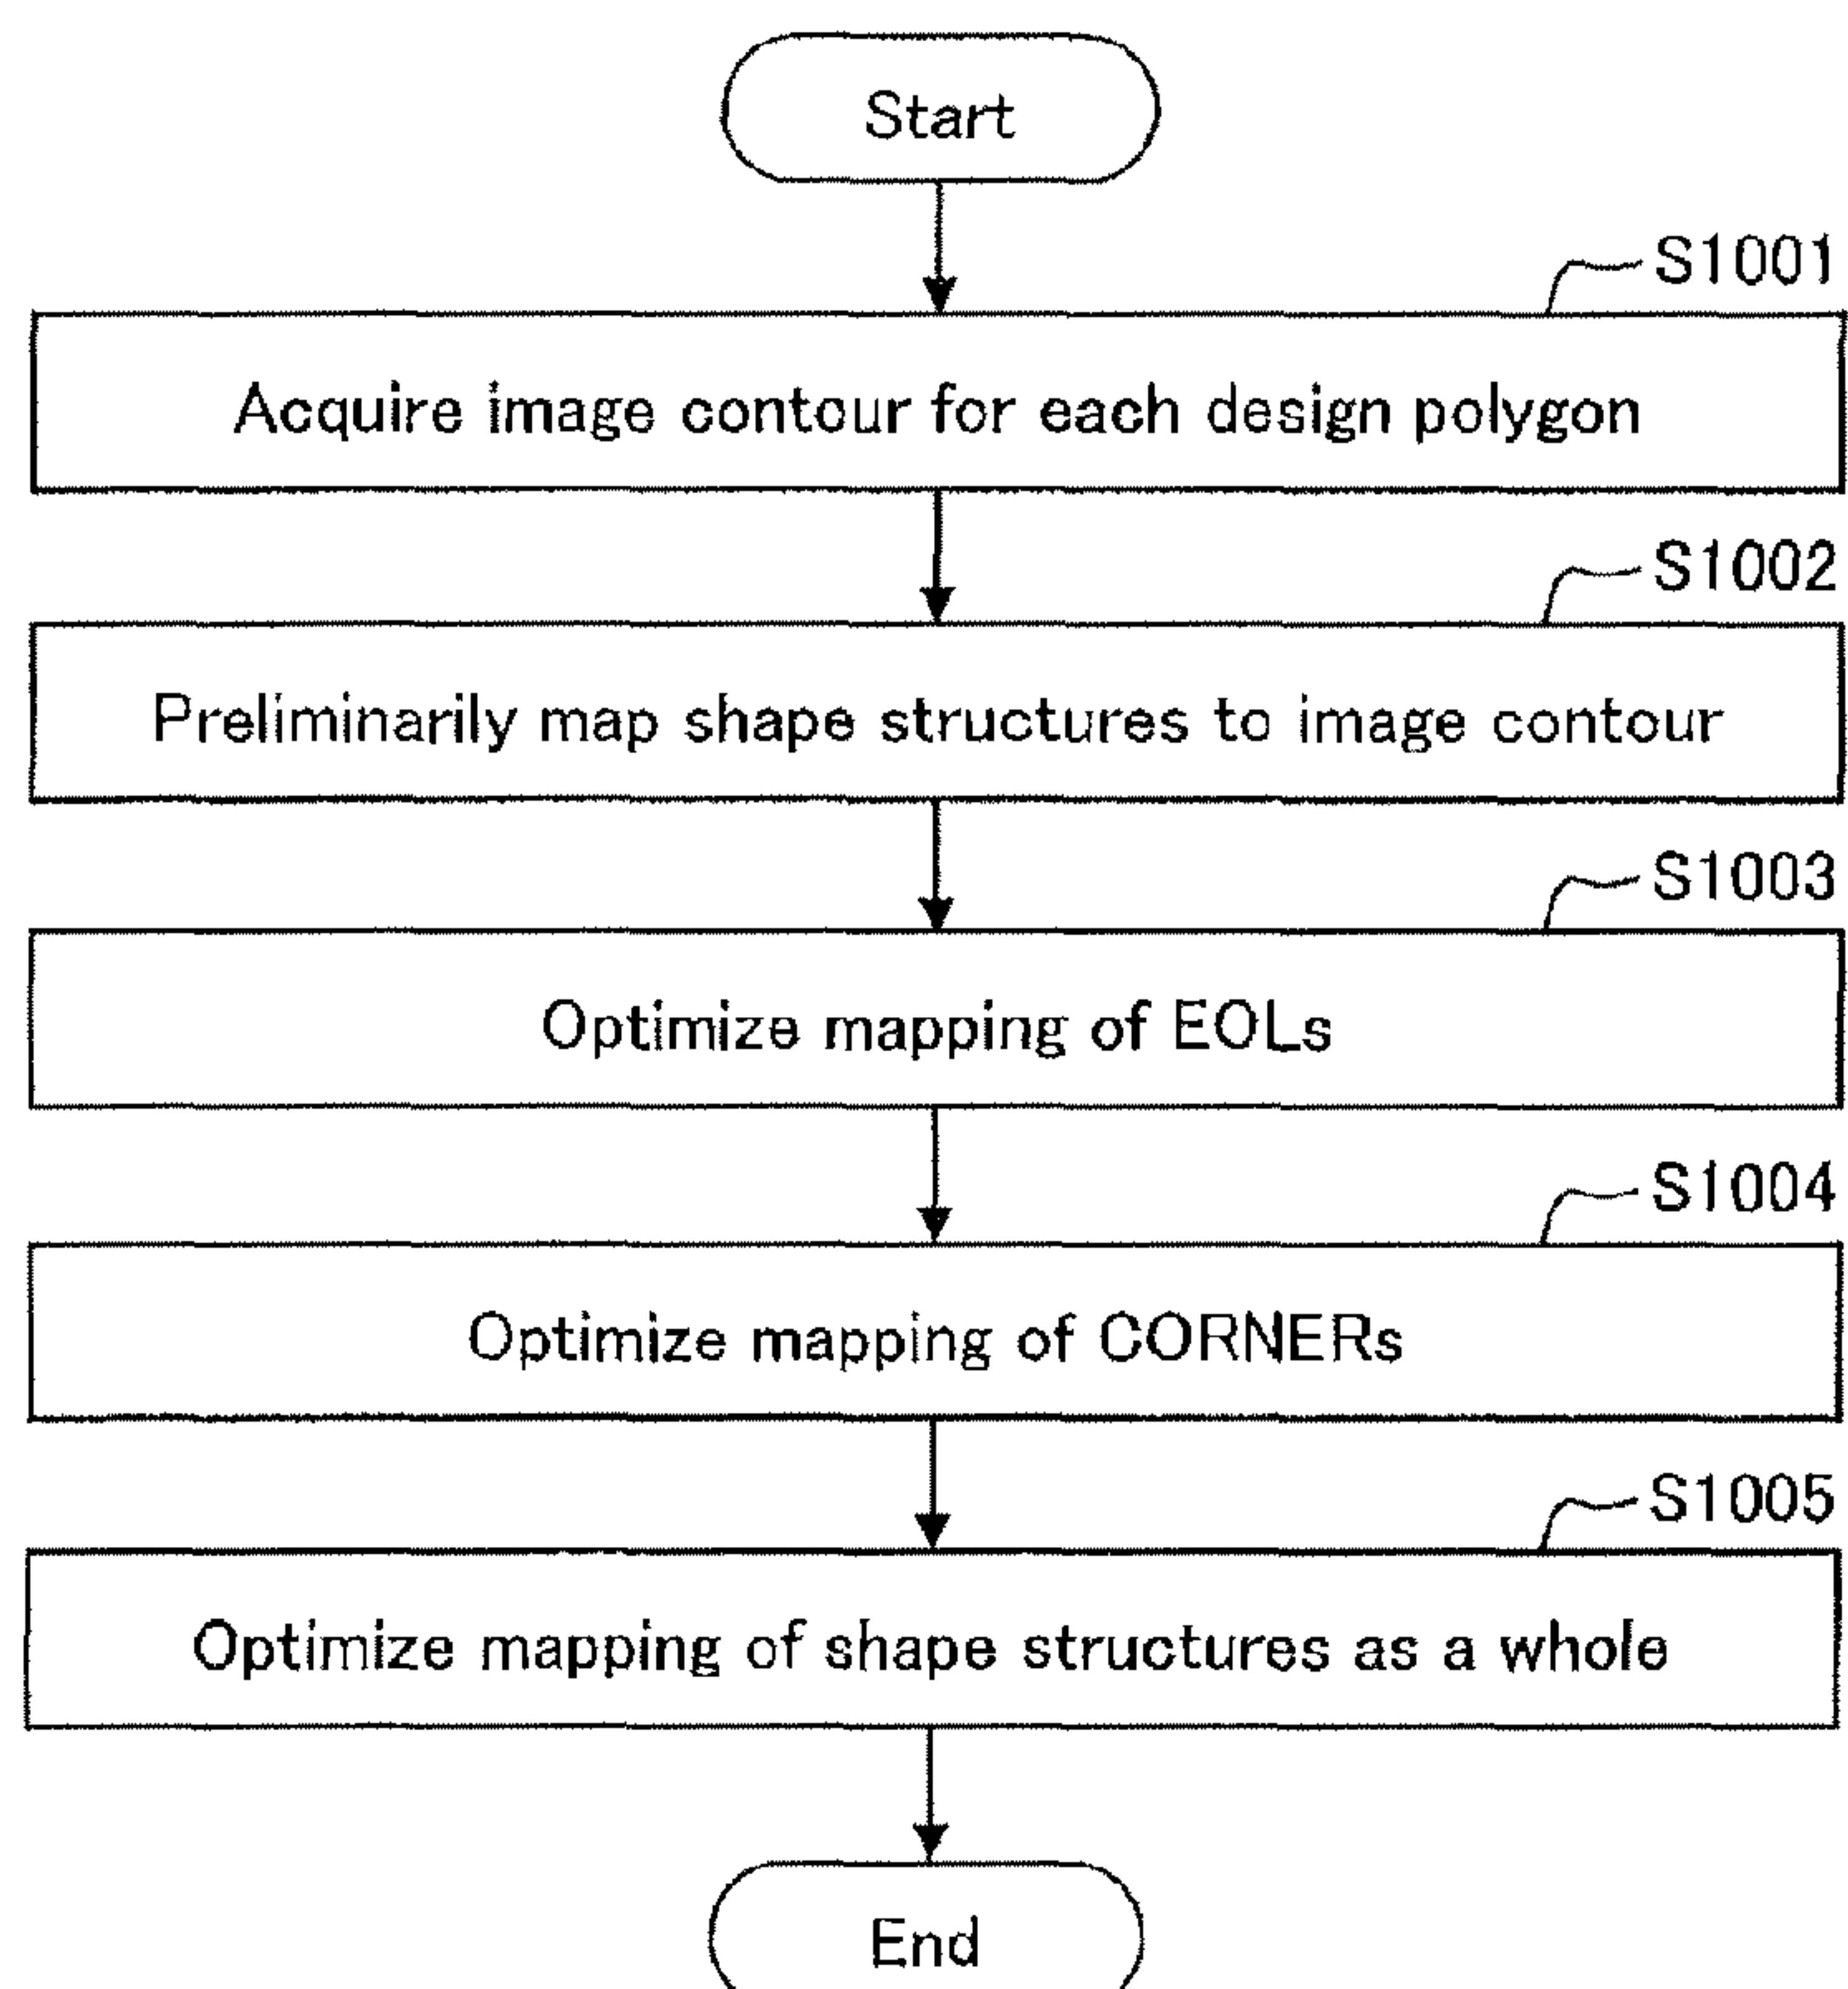 Start
S1001
Acquire image contour for each design polygon
S1002
Preliminarily map shape structures to image contour
S1003
Optimize mapping of EOLs
S1004
Optimize mapping of CORNERs
S1005
Optimize mapping of shape structures as a whole
End